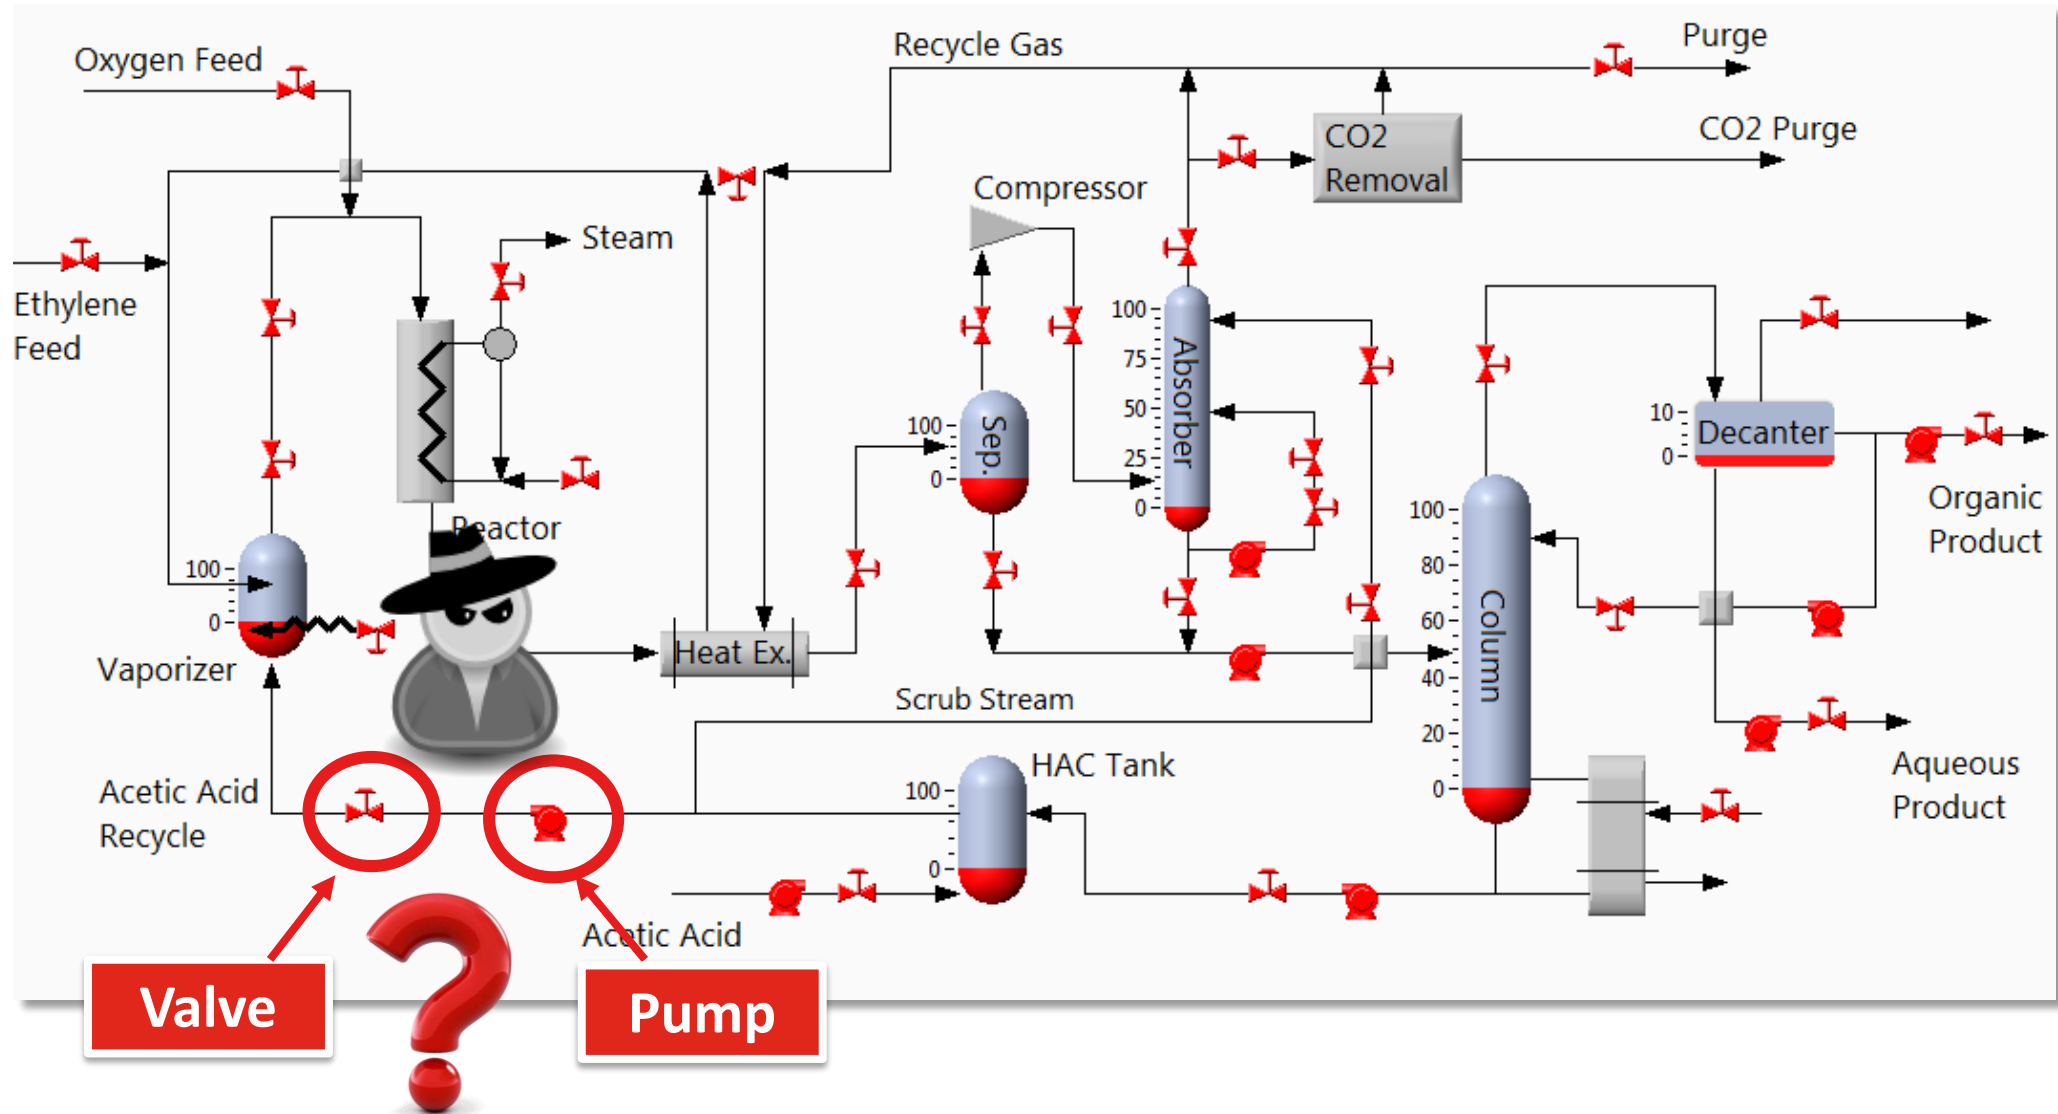 Oxygen Feed
Recycle Gas
Purge
CO2
Removal
CO2 Purge
Compressor
Steam
Ethylene
Feed
100
75
50
25
0
Absorber
100
0
Sep.
10
0
Decanter
Organic
Product
Reactor
100
0
Vaporizer
Heat Ex.
100
80
60
40
20
0
Column
Scrub Stream
HAC Tank
100
0
Acetic Acid
Recycle
Aqueous
Product
Acetic Acid
Valve
?
Pump